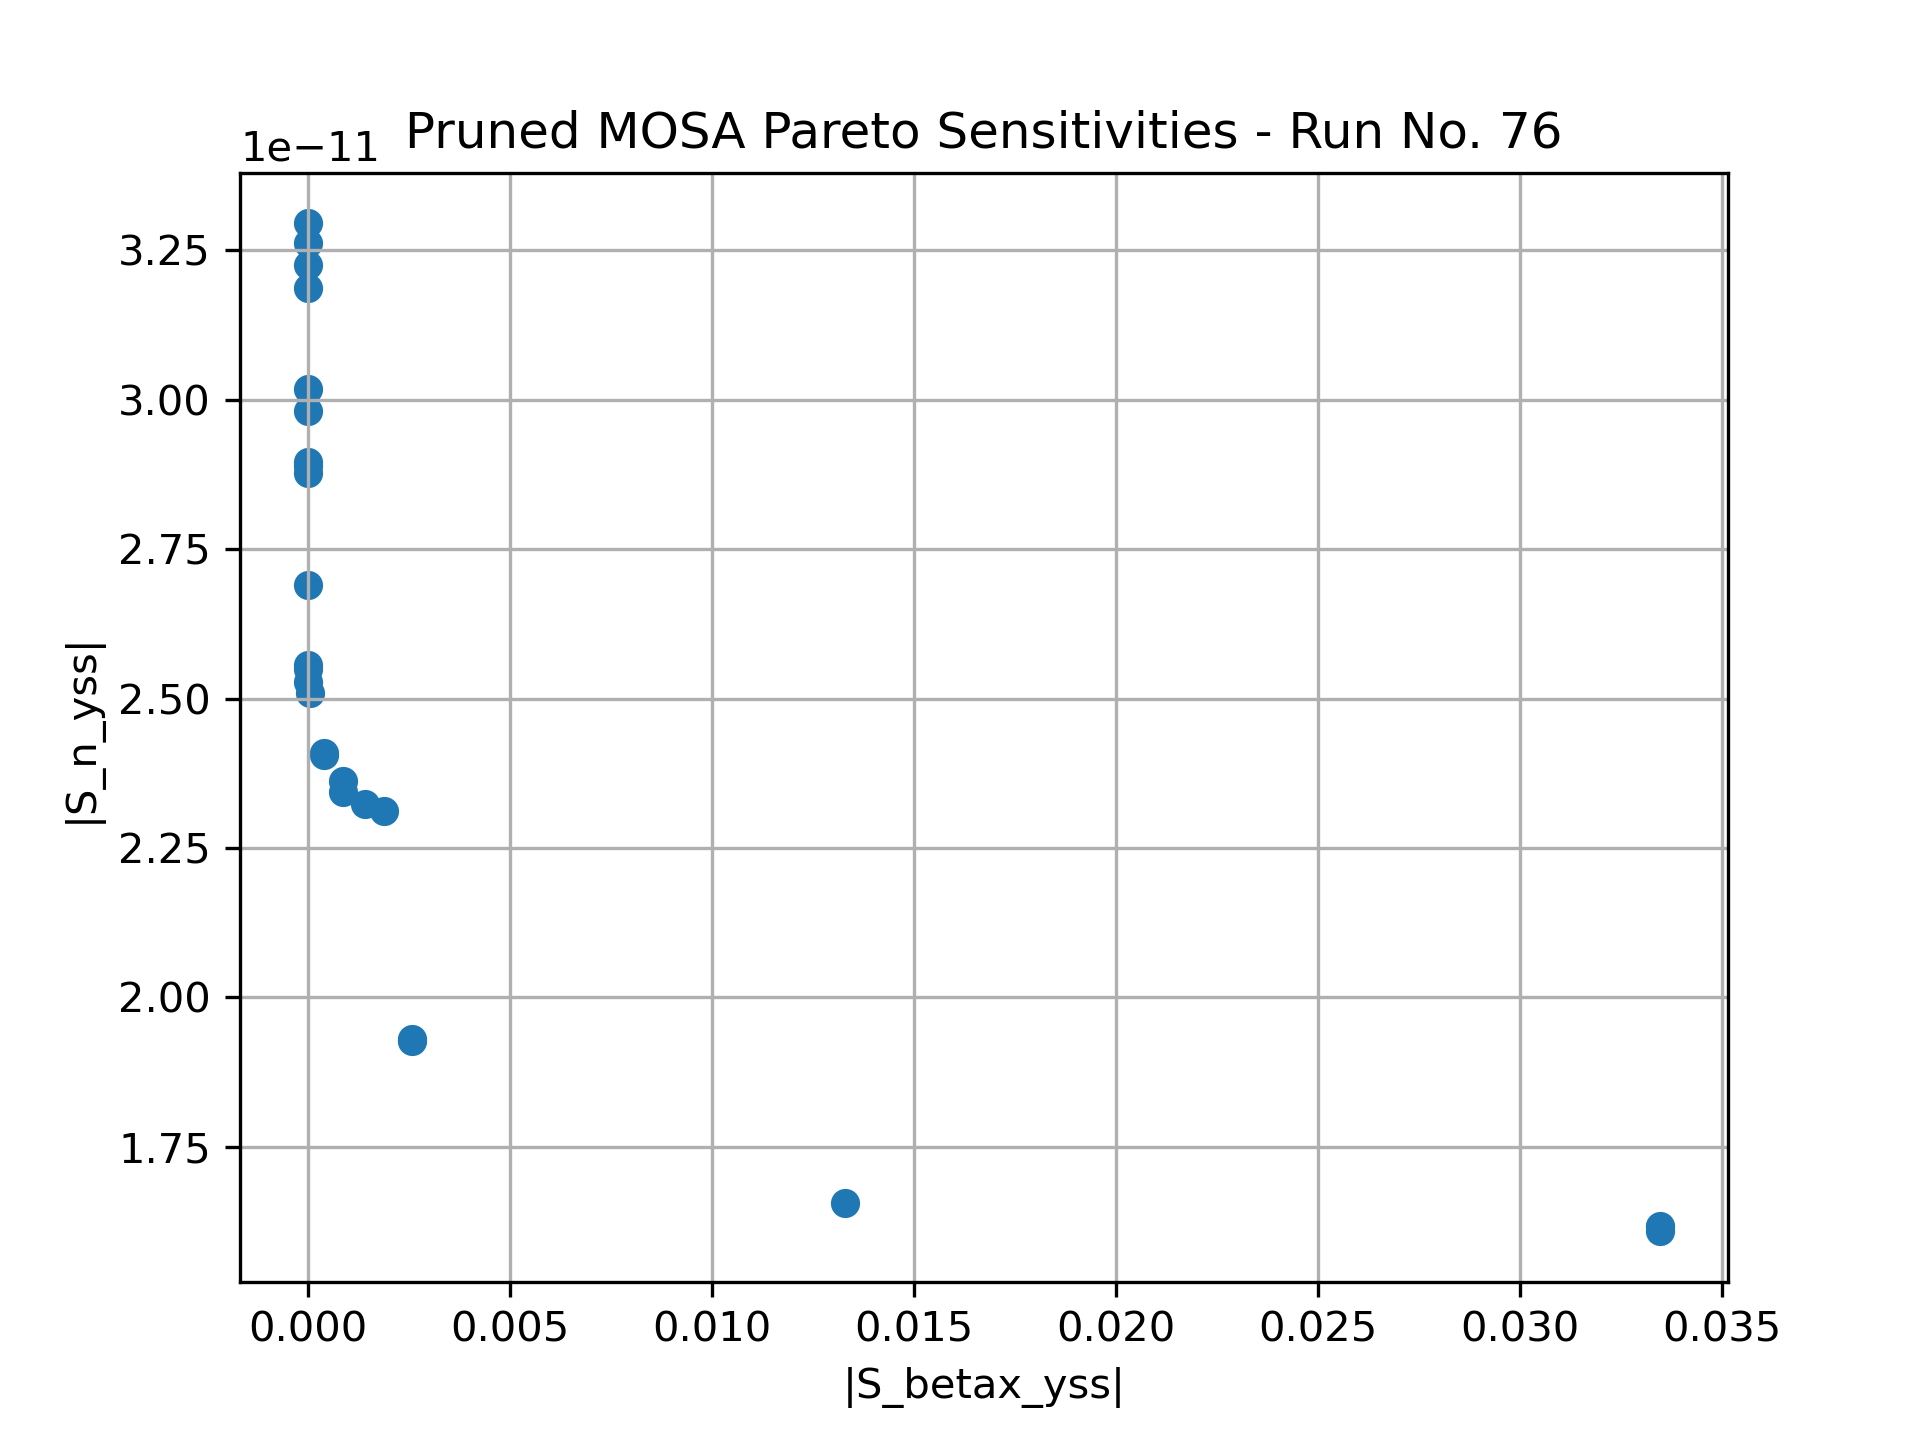 Pruned MOSA Pareto Sensitivities - Run No. 76
1e−11
3.25
3.00
2.75
2.50
2.25
2.00
1.75
|S_n_yss|
0.000 0.005 0.010 0.015 0.020 0.025 0.030 0.035
|S_betax_yss|